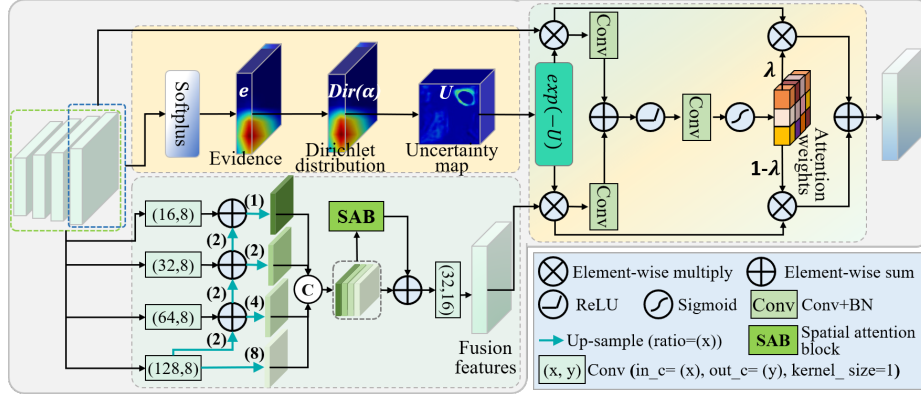 Softplus
e
Evidence
Dir(α)
Dirichlet
distribution
U
Uncertainty
map
exp(−U)
Conv
Conv
Conv
λ
1-λ
Attention
weights
(16,8)
(32,8)
(64,8)
(128,8)
(1)
(2)
(2)
(2)
(4)
(2)
(8)
C
SAB
(32,16)
Fusion
features
Element-wise multiply
Element-wise sum
ReLU
Sigmoid
Conv
Conv+BN
Up-sample (ratio=(x))
SAB
Spatial attention
block
(x, y)
Conv (in_c= (x), out_c= (y), kernel_ size=1)